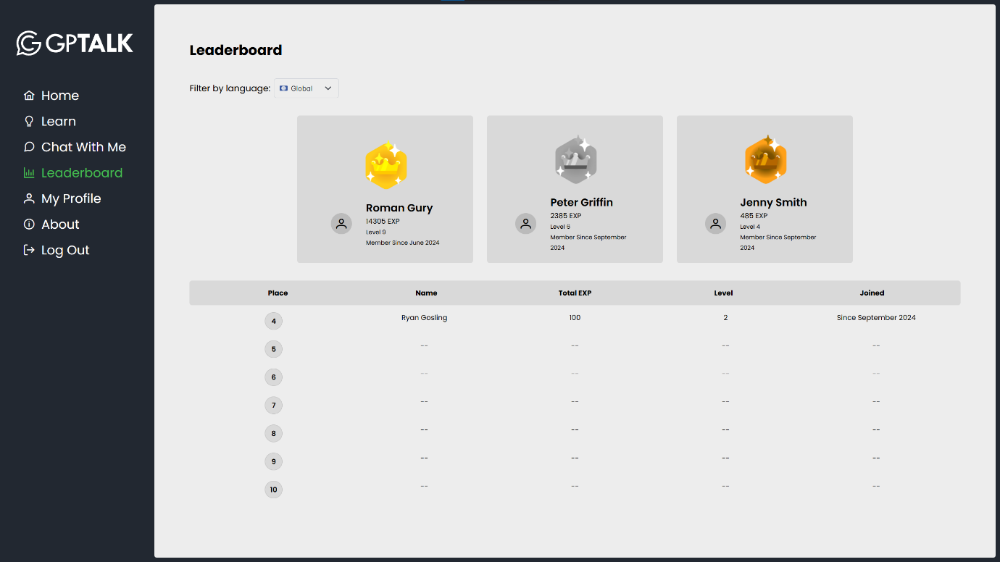 GPTALK
Home
Learn
Chat With Me
Leaderboard
My Profile
About
Log Out
Leaderboard
Filter by language: Global
Roman Gury
14305 EXP
Level 9
Member Since June 2024
Peter Griffin
2385 EXP
Level 6
Member Since September
2024
Jenny Smith
485 EXP
Level 4
Member Since September
2024
Place Name Total EXP Level Joined
4 Ryan Gosling 100 2 Since September 2024
5 -- -- -- --
6 -- -- -- --
7 -- -- -- --
8 -- -- -- --
9 -- -- -- --
10 -- -- -- --